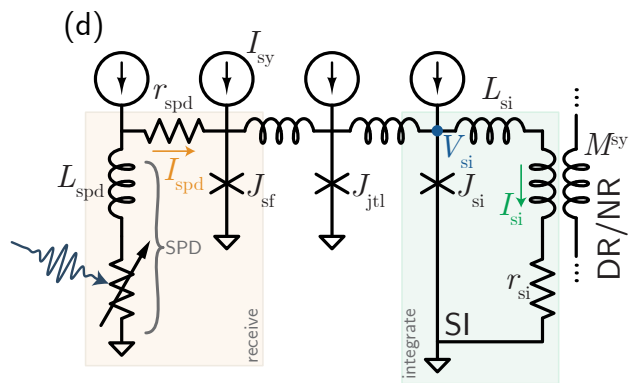 (d)
I_sy
r_spd
L_si
M^sy
V_si
L_spd
I_spd
J_sf
J_jtl
J_si
I_si
SPD
DR/NR
r_si
SI
receive
integrate